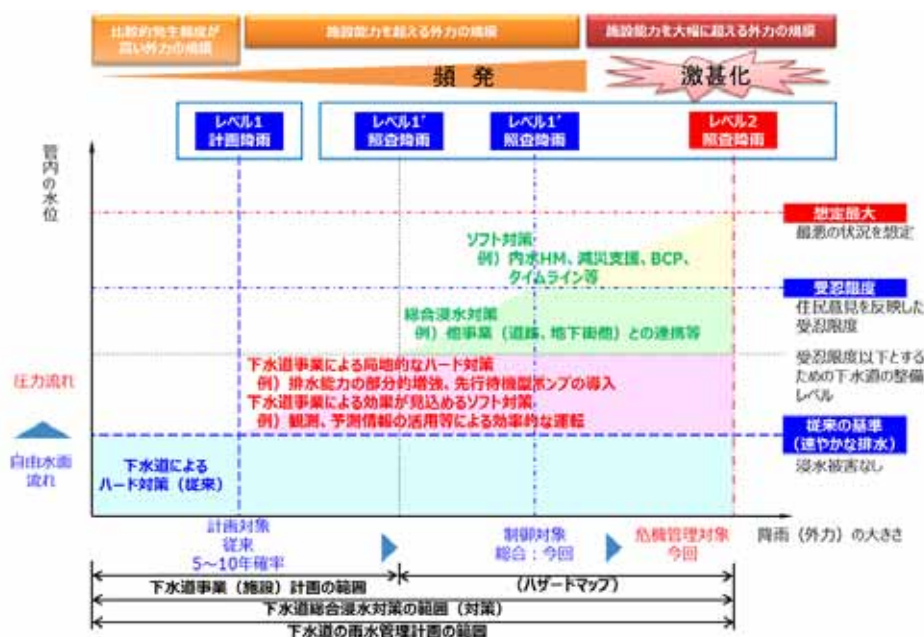 比較的発生頻度が
高い外力の規模
施設能力を超える外力の規模
施設能力を大幅に超える外力の規模
頻発
激甚化
レベル1
計画降雨
レベル1'
照査降雨
レベル1'
照査降雨
レベル2
照査降雨
管内の水位
想定最大
最悪の状況を想定
ソフト対策
例）内水HM、減災支援、BCP、
タイムライン等
受忍限度
住民意見を反映した
受忍限度
総合浸水対策
例）他事業（道路、地下街他）との連携等
受忍限度以下とする
ための下水道の整備
レベル
圧力流れ
下水道事業による局地的なハード対策
例）排水能力の部分的増強、先行待機型ポンプの導入
下水道事業による効果が見込めるソフト対策
例）観測、予測情報の活用等による効率的な運転
従来の基準
（速やかな排水）
浸水被害なし
自由水面
流れ
下水道による
ハード対策（従来）
計画対象
従来
5～10年確率
制御対象
総合：今回
危機管理対象
今回
降雨（外力）の大きさ
下水道事業（施設）計画の範囲
（ハザードマップ）
下水道総合浸水対策の範囲（対策）
下水道の雨水管理計画の範囲